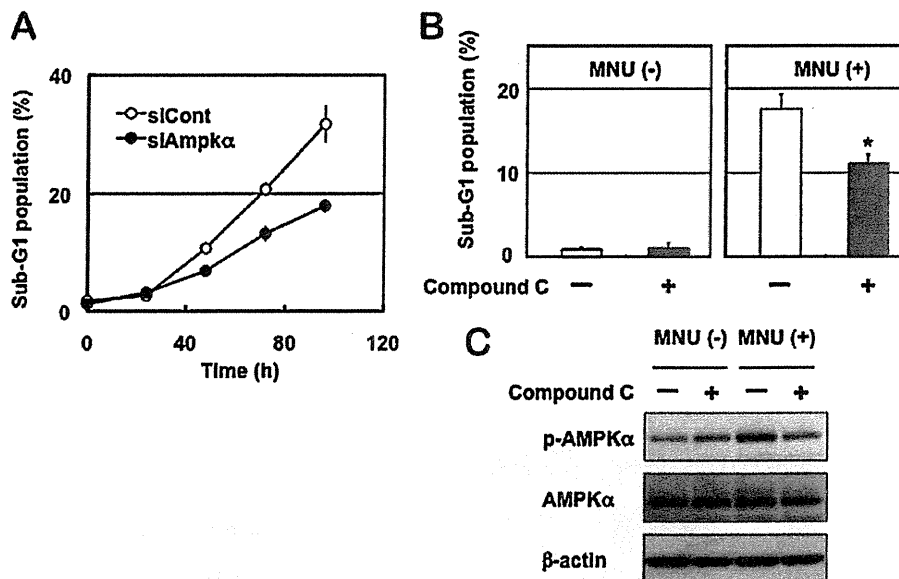 A
Sub-G1 population (%)
40
20
0
siCont
siAmpkα
0 40 80 120
Time (h)
B
Sub-G1 population (%)
MNU (-) MNU (+)
20
10
0
*
Compound C − + − +
C
MNU (-) MNU (+)
Compound C − + − +
p-AMPKα
AMPKα
β-actin